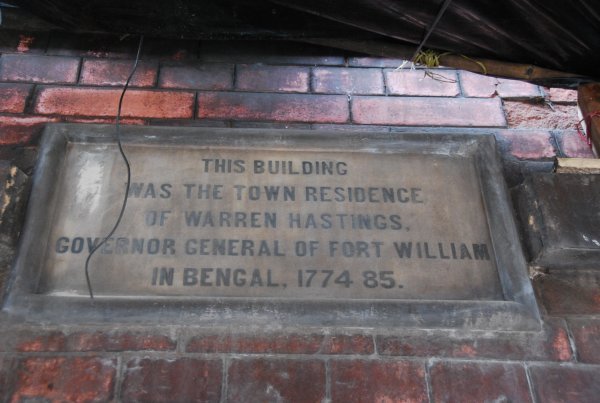 THIS BUILDING
WAS THE TOWN RESIDENCE
OF WARREN HASTINGS,
GOVERNOR GENERAL OF FORT WILLIAM
IN BENGAL, 1774 85.